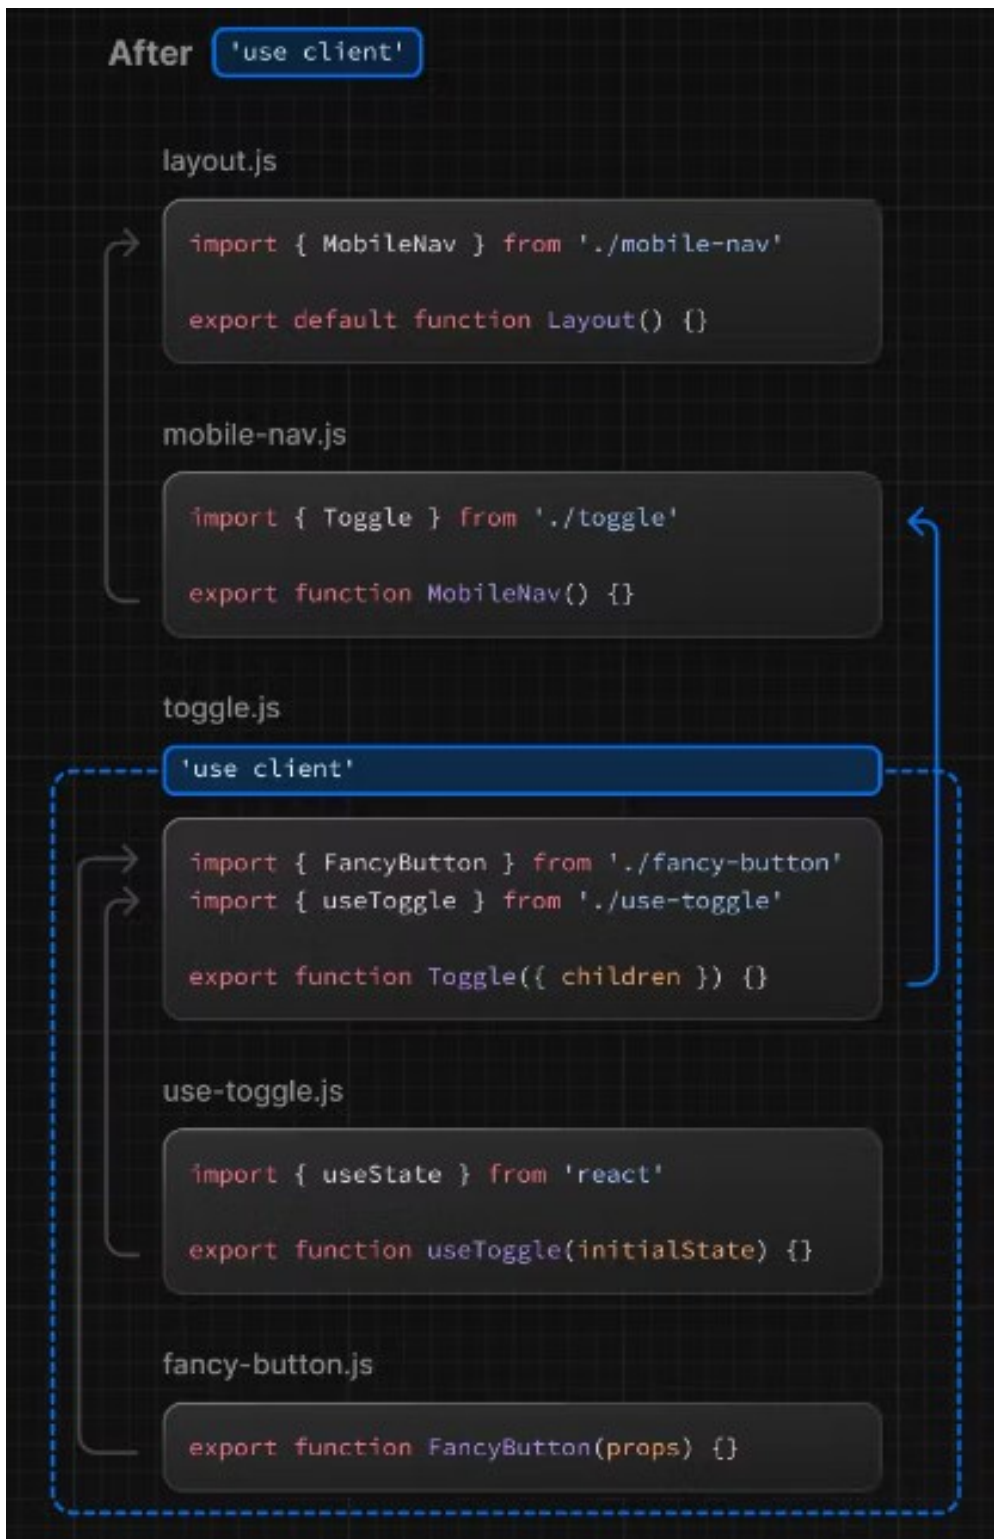 After 'use client'
layout.js
import { MobileNav } from './mobile-nav'
export default function Layout() {}
mobile-nav.js
import { Toggle } from './toggle'
export function MobileNav() {}
toggle.js
'use client'
import { FancyButton } from './fancy-button'
import { useToggle } from './use-toggle'
export function Toggle({ children }) {}
use-toggle.js
import { useState } from 'react'
export function useToggle(initialState) {}
fancy-button.js
export function FancyButton(props) {}